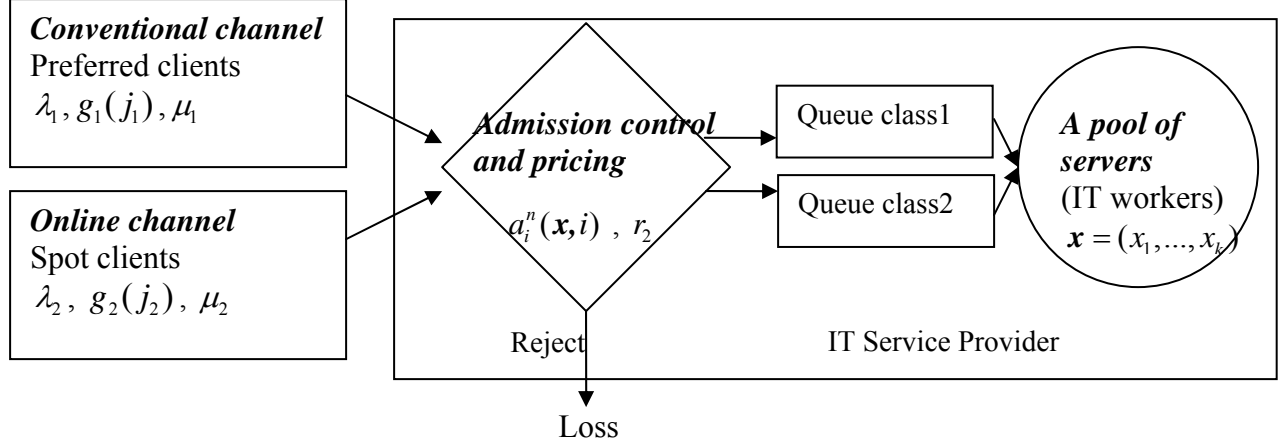 Conventional channel
Preferred clients
λ₁, g₁(j₁), μ₁
Online channel
Spot clients
λ₂, g₂(j₂), μ₂
Admission control
and pricing
aᵢⁿ(x,i) , r₂
Reject
Loss
Queue class1
Queue class2
A pool of
servers
(IT workers)
x = (x₁,...,xₖ)
IT Service Provider